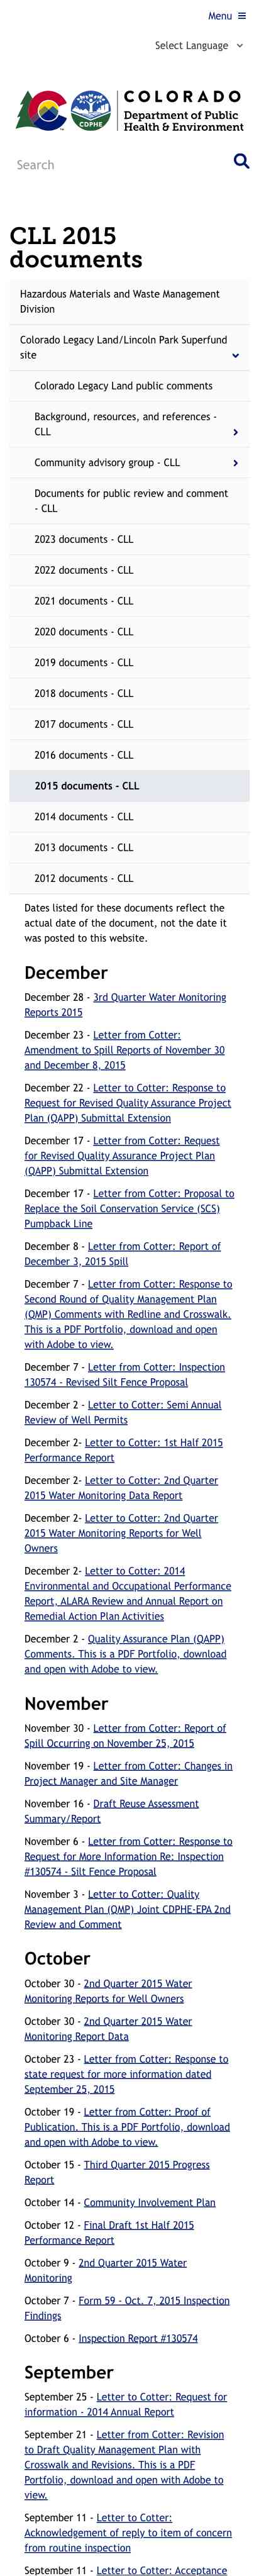 Menu
Select Language
COLORADO
Department of Public
Health & Environment
CDPHE
Search
CLL 2015
documents
Hazardous Materials and Waste Management
Division
Colorado Legacy Land/Lincoln Park Superfund
site
Colorado Legacy Land public comments
Background, resources, and references -
CLL
Community advisory group - CLL
Documents for public review and comment
- CLL
2023 documents - CLL
2022 documents - CLL
2021 documents - CLL
2020 documents - CLL
2019 documents - CLL
2018 documents - CLL
2017 documents - CLL
2016 documents - CLL
2015 documents - CLL
2014 documents - CLL
2013 documents - CLL
2012 documents - CLL
Dates listed for these documents reflect the
actual date of the document, not the date it
was posted to this website.
December
December 28 - 3rd Quarter Water Monitoring
Reports 2015
December 23 - Letter from Cotter:
Amendment to Spill Reports of November 30
and December 8, 2015
December 22 - Letter to Cotter: Response to
Request for Revised Quality Assurance Project
Plan (QAPP) Submittal Extension
December 17 - Letter from Cotter: Request
for Revised Quality Assurance Project Plan
(QAPP) Submittal Extension
December 17 - Letter from Cotter: Proposal to
Replace the Soil Conservation Service (SCS)
Pumpback Line
December 8 - Letter from Cotter: Report of
December 3, 2015 Spill
December 7 - Letter from Cotter: Response to
Second Round of Quality Management Plan
(QMP) Comments with Redline and Crosswalk.
This is a PDF Portfolio, download and open
with Adobe to view.
December 7 - Letter from Cotter: Inspection
130574 - Revised Silt Fence Proposal
December 2 - Letter to Cotter: Semi Annual
Review of Well Permits
December 2- Letter to Cotter: 1st Half 2015
Performance Report
December 2- Letter to Cotter: 2nd Quarter
2015 Water Monitoring Data Report
December 2- Letter to Cotter: 2nd Quarter
2015 Water Monitoring Reports for Well
Owners
December 2- Letter to Cotter: 2014
Environmental and Occupational Performance
Report, ALARA Review and Annual Report on
Remedial Action Plan Activities
December 2 - Quality Assurance Plan (QAPP)
Comments. This is a PDF Portfolio, download
and open with Adobe to view.
November
November 30 - Letter from Cotter: Report of
Spill Occurring on November 25, 2015
November 19 - Letter from Cotter: Changes in
Project Manager and Site Manager
November 16 - Draft Reuse Assessment
Summary/Report
November 6 - Letter from Cotter: Response to
Request for More Information Re: Inspection
#130574 - Silt Fence Proposal
November 3 - Letter to Cotter: Quality
Management Plan (QMP) Joint CDPHE-EPA 2nd
Review and Comment
October
October 30 - 2nd Quarter 2015 Water
Monitoring Reports for Well Owners
October 30 - 2nd Quarter 2015 Water
Monitoring Report Data
October 23 - Letter from Cotter: Response to
state request for more information dated
September 25, 2015
October 19 - Letter from Cotter: Proof of
Publication. This is a PDF Portfolio, download
and open with Adobe to view.
October 15 - Third Quarter 2015 Progress
Report
October 14 - Community Involvement Plan
October 12 - Final Draft 1st Half 2015
Performance Report
October 9 - 2nd Quarter 2015 Water
Monitoring
October 7 - Form 59 - Oct. 7, 2015 Inspection
Findings
October 6 - Inspection Report #130574
September
September 25 - Letter to Cotter: Request for
information - 2014 Annual Report
September 21 - Letter from Cotter: Revision
to Draft Quality Management Plan with
Crosswalk and Revisions. This is a PDF
Portfolio, download and open with Adobe to
view.
September 11 - Letter to Cotter:
Acknowledgement of reply to item of concern
from routine inspection
September 11 - Letter to Cotter: Acceptance